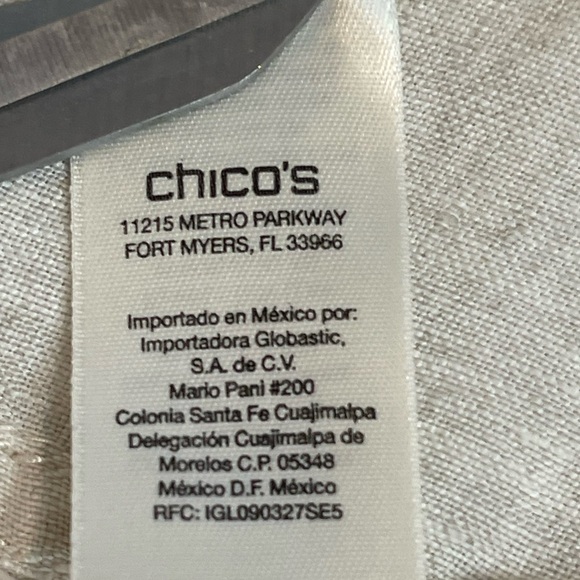 chico's
11215 METRO PARKWAY
FORT MYERS, FL 33966
Importado en México por:
Importadora Globastic,
S.A. de C.V.
Mario Pani #200
Colonia Santa Fe Cuajimalpa
Delegación Cuajimalpa de
Morelos C.P. 05348
México D.F. México
RFC: IGL090327SE5